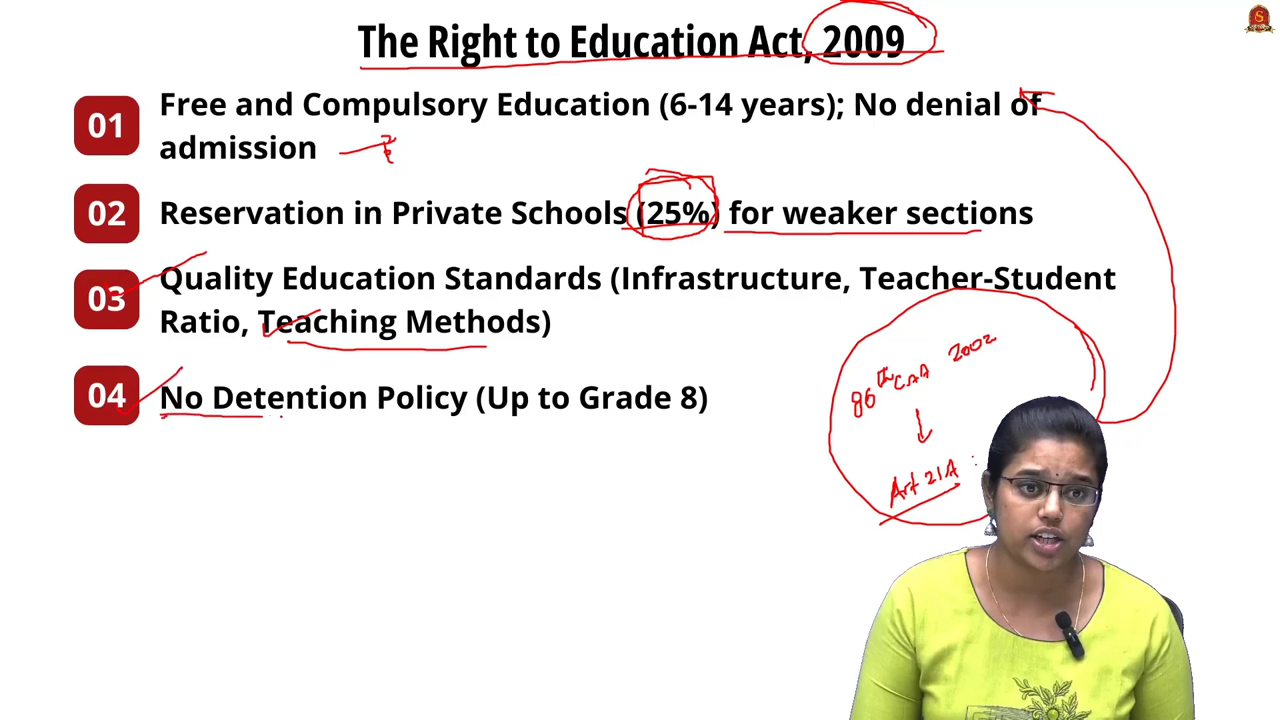 The Right to Education Act, 2009
01 Free and Compulsory Education (6-14 years); No denial of
admission
02 Reservation in Private Schools (25%) for weaker sections
03 Quality Education Standards (Infrastructure, Teacher-Student
Ratio, Teaching Methods)
04 No Detention Policy (Up to Grade 8)
86th CAA 2002
Art 21A :